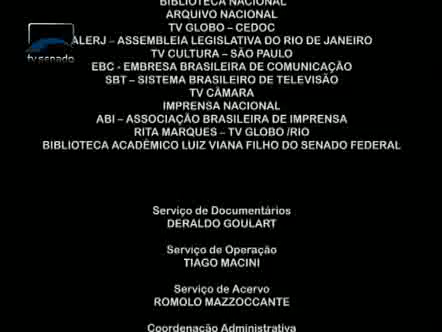 BIBLIOTECA NACIONAL
ARQUIVO NACIONAL
TV GLOBO – CEDOC
ALERJ – ASSEMBLEIA LEGISLATIVA DO RIO DE JANEIRO
TV CULTURA – SÃO PAULO
EBC - EMBRESA BRASILEIRA DE COMUNICAÇÃO
SBT – SISTEMA BRASILEIRO DE TELEVISÃO
TV CÂMARA
IMPRENSA NACIONAL
ABI – ASSOCIAÇÃO BRASILEIRA DE IMPRENSA
RITA MARQUES – TV GLOBO /RIO
BIBLIOTECA ACADÊMICO LUIZ VIANA FILHO DO SENADO FEDERAL
tv senado
Serviço de Documentários
DERALDO GOULART
Serviço de Operação
TIAGO MACINI
Serviço de Acervo
ROMOLO MAZZOCCANTE
Coordenação Administrativa